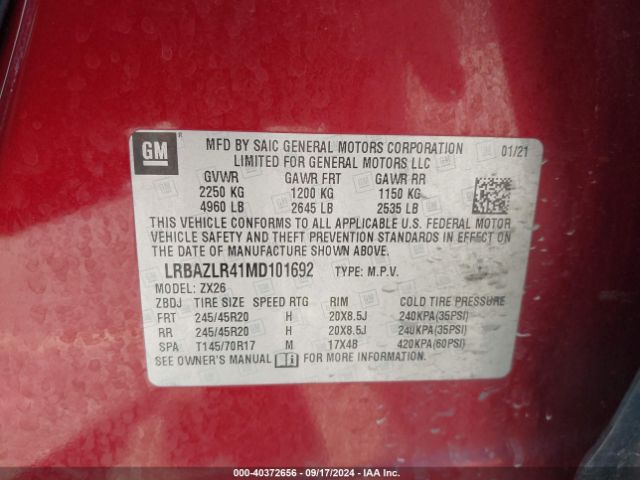 GM
MFD BY SAIC GENERAL MOTORS CORPORATION 01/21
LIMITED FOR GENERAL MOTORS LLC
GVWR GAWR FRT GAWR RR
2250 KG 1200 KG 1150 KG
4960 LB 2645 LB 2535 LB
THIS VEHICLE CONFORMS TO ALL APPLICABLE U.S. FEDERAL MOTOR
VEHICLE SAFETY AND THEFT PREVENTION STANDARDS IN EFFECT ON THE
DATE OF MANUFACTURE SHOWN ABOVE.
LRBAZLR41MD101692 TYPE: M.P.V.
MODEL: ZX26
ZBDJ TIRE SIZE SPEED RTG RIM COLD TIRE PRESSURE
FRT 245/45R20 H 20X8.5J 240KPA(35PSI)
RR 245/45R20 H 20X8.5J 240KPA(35PSI)
SPA T145/70R17 M 17X4B 420KPA(60PSI)
SEE OWNER'S MANUAL FOR MORE INFORMATION.
000-40372656 - 09/17/2024 - IAA Inc.